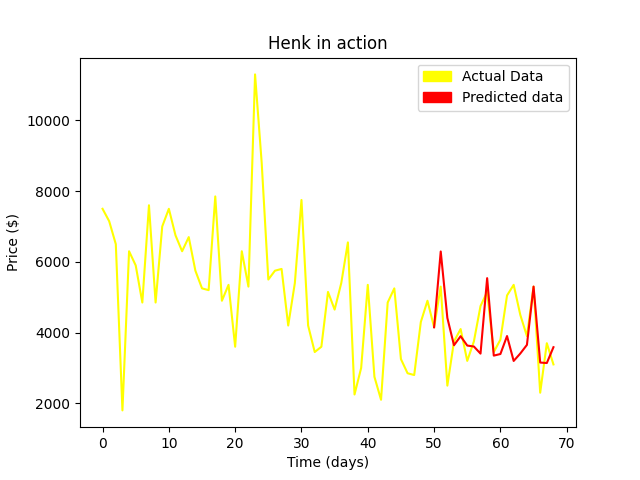 Henk in action
Actual Data
Predicted data
Price ($)
10000
8000
6000
4000
2000
0 10 20 30 40 50 60 70
Time (days)